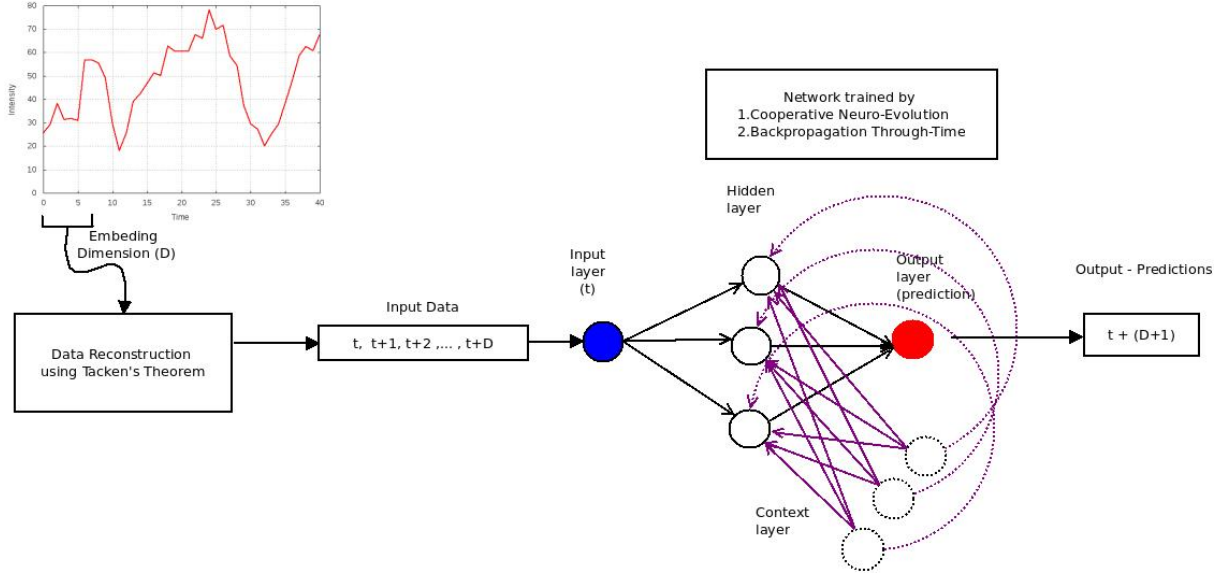 80
70
60
50
40
30
20
10
0
Intensity
0 5 10 15 20 25 30 35 40
Time
Embeding
Dimension (D)
Data Reconstruction
using Tacken's Theorem
Input Data
t, t+1, t+2 ,... , t+D
Input
layer
(t)
Network trained by
1.Cooperative Neuro-Evolution
2.Backpropagation Through-Time
Hidden
layer
Output
layer
(prediction)
Context
layer
Output - Predictions
t + (D+1)